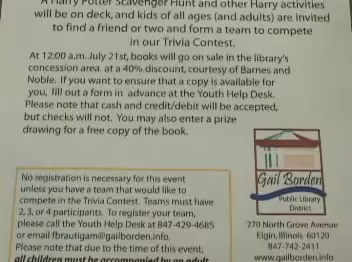 A Harry Potter Scavenger Hunt and other Harry activities
will be on deck, and kids of all ages (and adults) are invited
to find a friend or two and form a team to compete
in our Trivia Contest.
At 12:00 a.m. July 21st, books will go on sale in the library's
concession area at a 40% discount, courtesy of Barnes and
Noble. If you want to ensure that a copy is available for
you, fill out a form in advance at the Youth Help Desk.
Please note that cash and credit/debit will be accepted,
but checks will not. You may also enter a prize
drawing for a free copy of the book.
No registration is necessary for this event
unless you have a team that would like to
compete in the Trivia Contest. Teams must have
2, 3, or 4 participants. To register your team,
please call the Youth Help Desk at 847-429-4685
or email fbrautigam@gailborden.info.
Please note that due to the time of this event,
all children must be accompanied by an adult
Gail Borden
Public Library
District
270 North Grove Avenue
Elgin, Illinois 60120
847-742-2411
www.gailborden.info